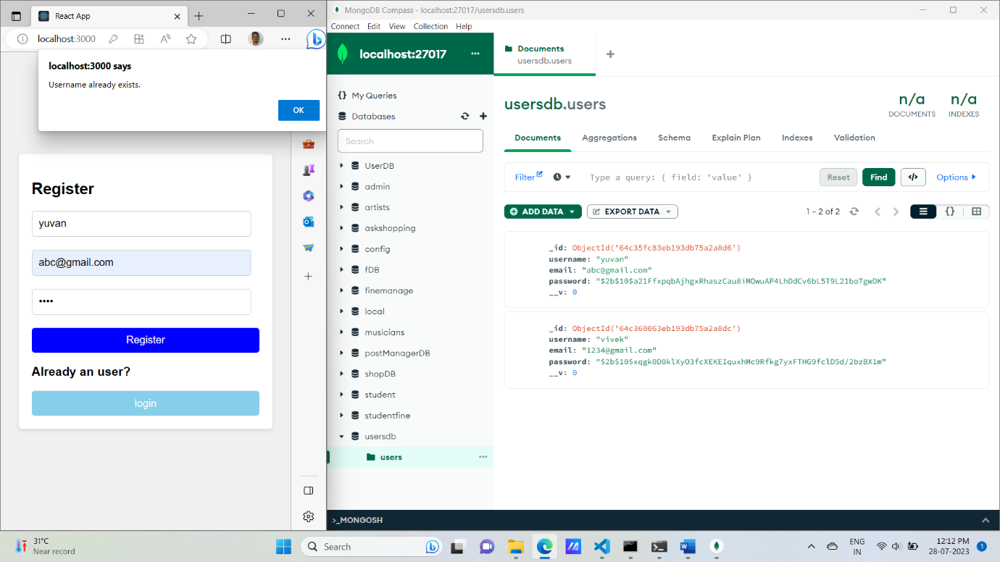 React App
localhost:3000
localhost:3000 says
Username already exists.
OK
Register
yuvan
abc@gmail.com
••••
Register
Already an user?
login
MongoDB Compass - localhost:27017/usersdb.users
Connect Edit View Collection Help
localhost:27017
{} My Queries
Databases
Search
UserDB
admin
artists
askshopping
config
fDB
finemanage
local
musicians
postManagerDB
shopDB
student
studentfine
usersdb
users
Documents
usersdb.users
usersdb.users
n/a
DOCUMENTS
n/a
INDEXES
Documents Aggregations Schema Explain Plan Indexes Validation
Filter Type a query: { field: 'value' } Reset Find </> Options
ADD DATA EXPORT DATA 1 – 2 of 2 {}
_id: ObjectId('64c35fc83eb193db75a2a8d6')
username: "yuvan"
email: "abc@gmail.com"
password: "$2b$10$a21FfxpqbAjhgxRhaszCau8iMOwuAP4LhDdCv6bL5T9L21bo7gwDK"
__v: 0
_id: ObjectId('64c360063eb193db75a2a8dc')
username: "vivek"
email: "1234@gmail.com"
password: "$2b$10$xqgk0D0klXyO3fcXEKEIquxhMc9Rfkg7yxFTHG9fclD5d/2bzBX1m"
__v: 0
>_MONGOSH
31°C
Near record
Search
ENG
IN
12:12 PM
28-07-2023
1